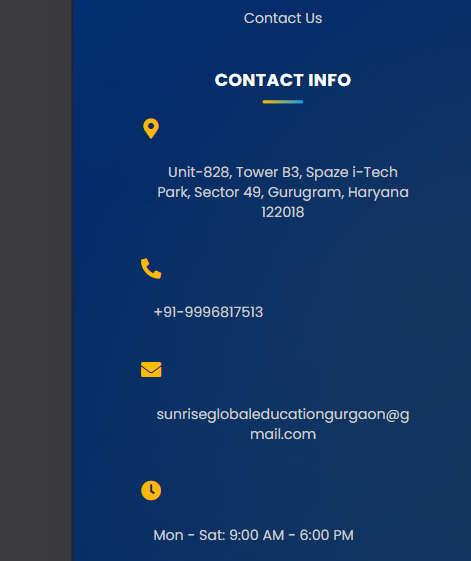 Contact Us
CONTACT INFO
Unit-828, Tower B3, Spaze i-Tech
Park, Sector 49, Gurugram, Haryana
122018
+91-9996817513
sunriseglobaleducationgurgaon@g
mail.com
Mon - Sat: 9:00 AM - 6:00 PM